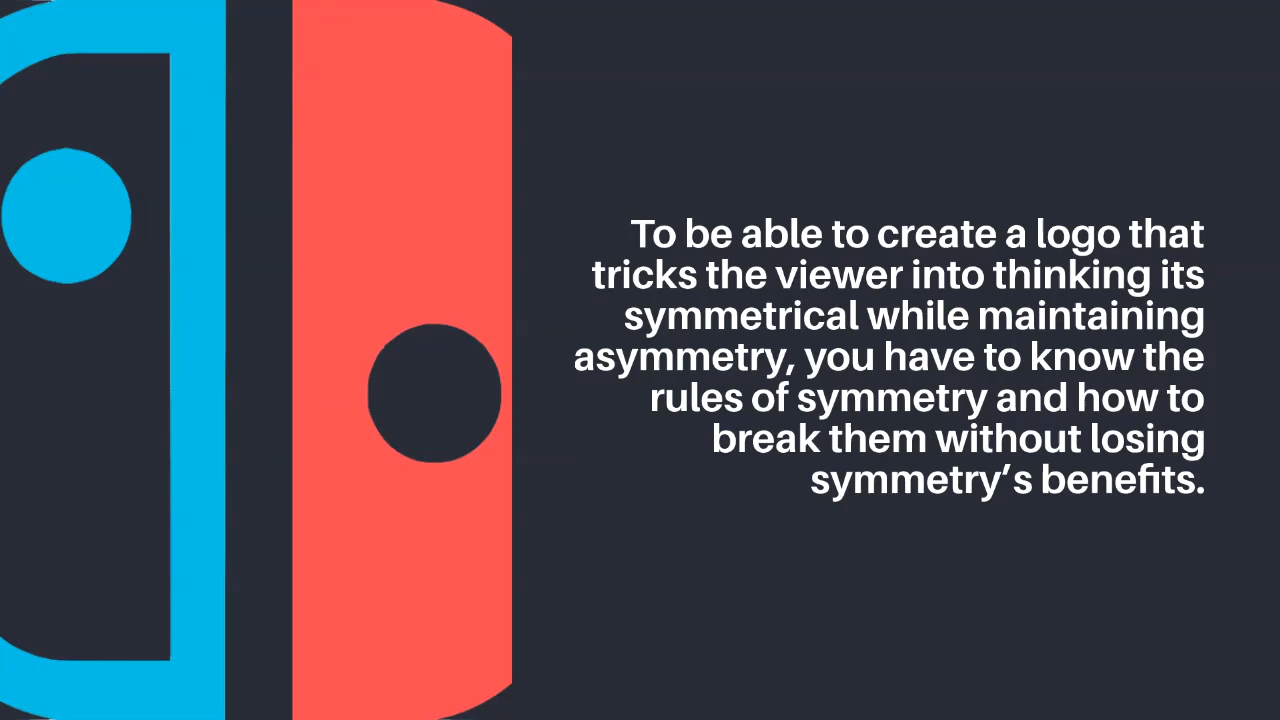 To be able to create a logo that
tricks the viewer into thinking its
symmetrical while maintaining
asymmetry, you have to know the
rules of symmetry and how to
break them without losing
symmetry’s benefits.